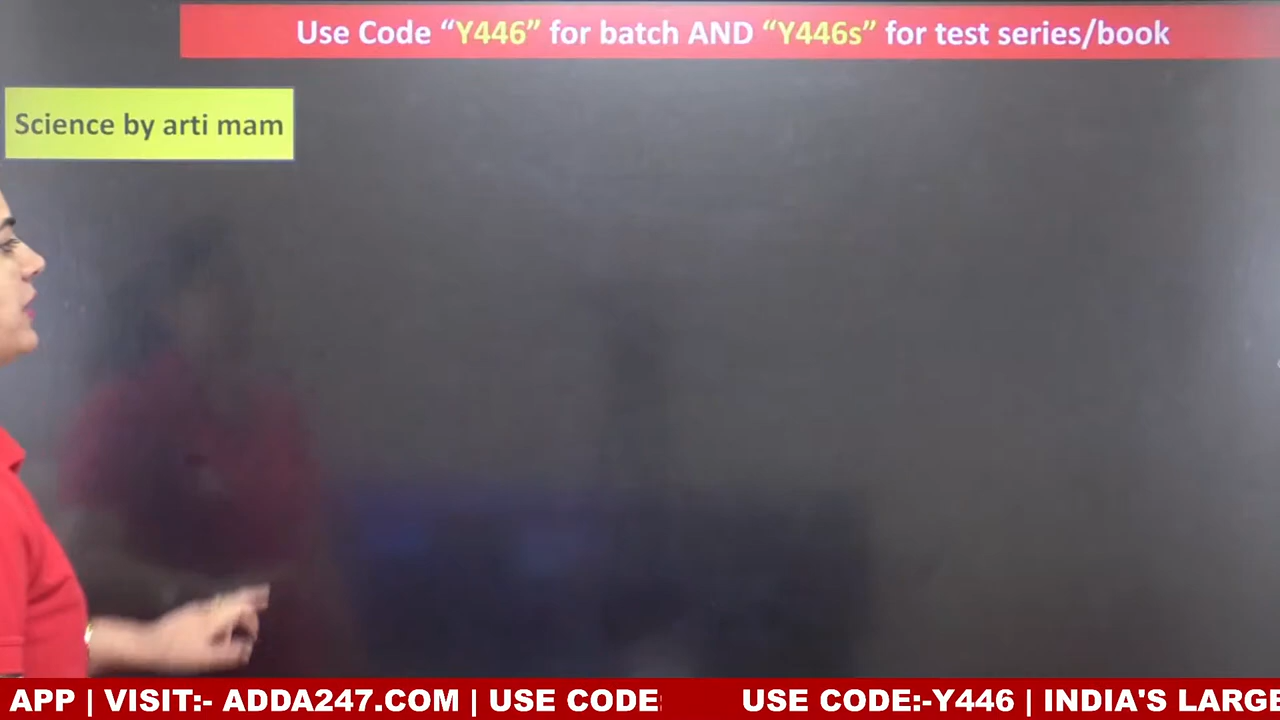 Use Code “Y446” for batch AND “Y446s” for test series/book
Science by arti mam
APP | VISIT:- ADDA247.COM | USE CODE: USE CODE:-Y446 | INDIA'S LARGE